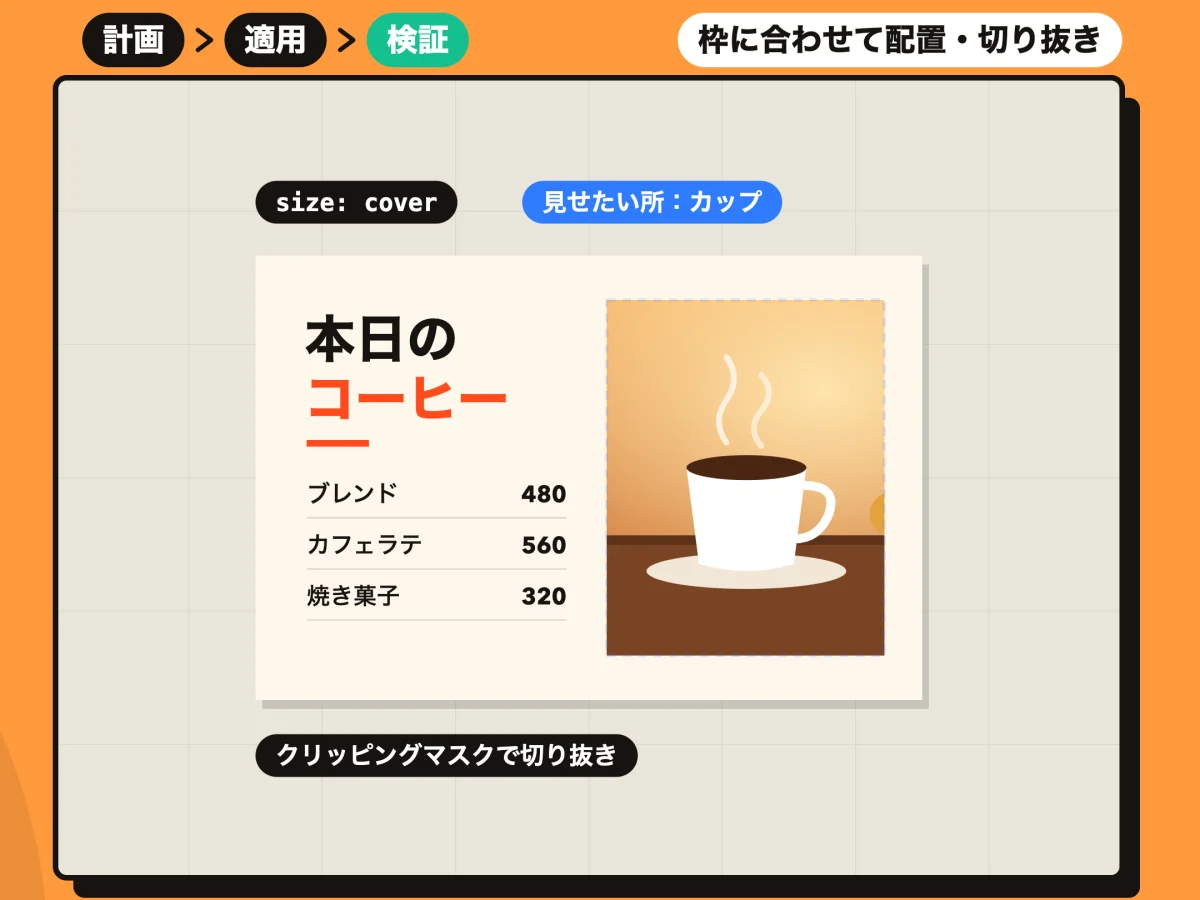 計画 > 適用 > 検証
枠に合わせて配置・切り抜き
size: cover
見せたい所：カップ
本日の
コーヒー
ブレンド 480
カフェラテ 560
焼き菓子 320
クリッピングマスクで切り抜き